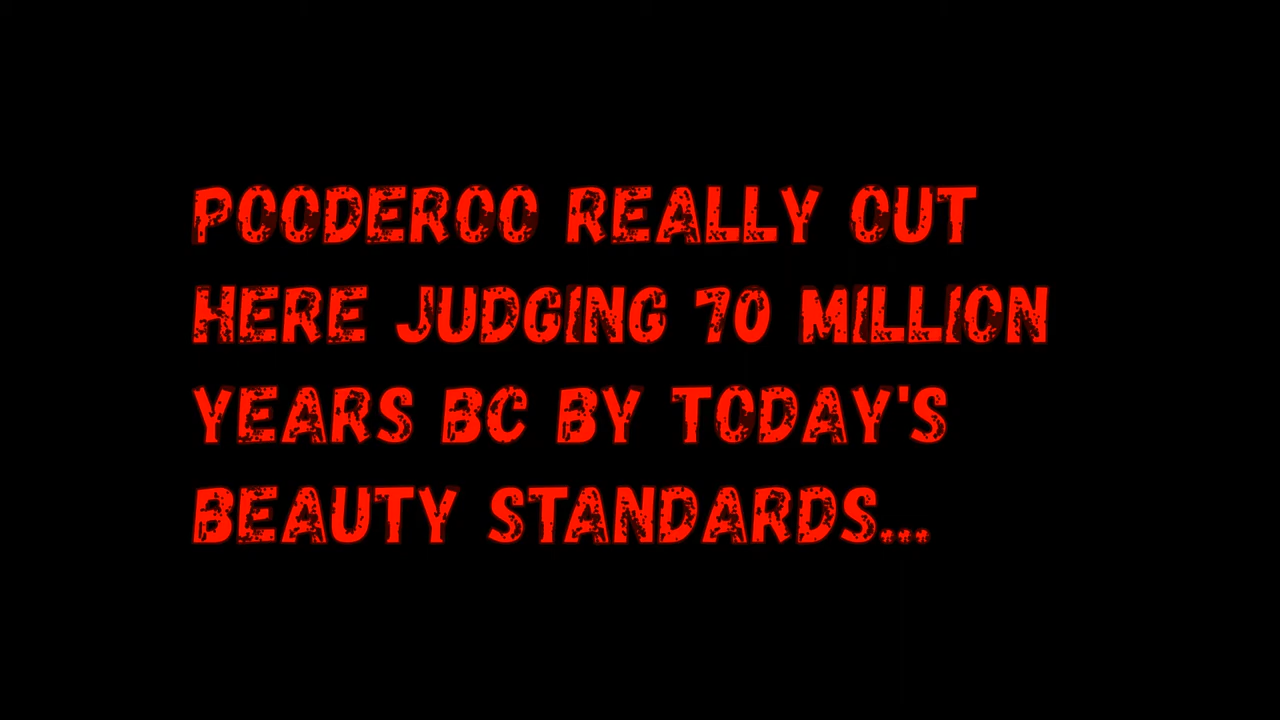 POODEROO REALLY OUT
HERE JUDGING 70 MILLION
YEARS BC BY TODAY'S
BEAUTY STANDARDS...